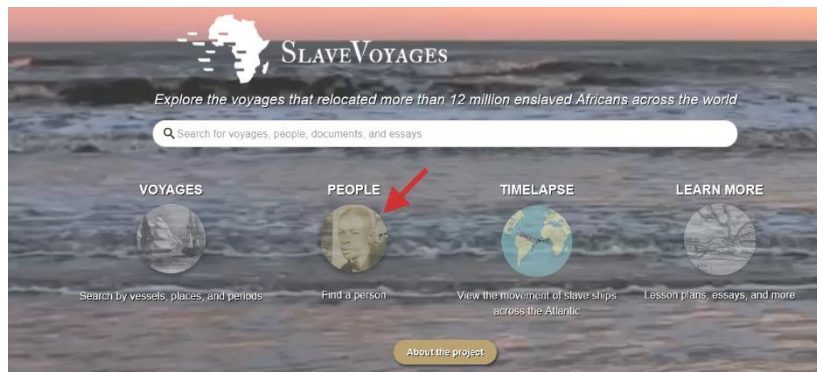 SLAVEVOYAGES
Explore the voyages that relocated more than 12 million enslaved Africans across the world
Search for voyages, people, documents, and essays
VOYAGES
PEOPLE
TIMELAPSE
LEARN MORE
Search by vessels, places, and periods
Find a person
View the movement of slave ships
across the Atlantic
Lesson plans, essays, and more
About the project